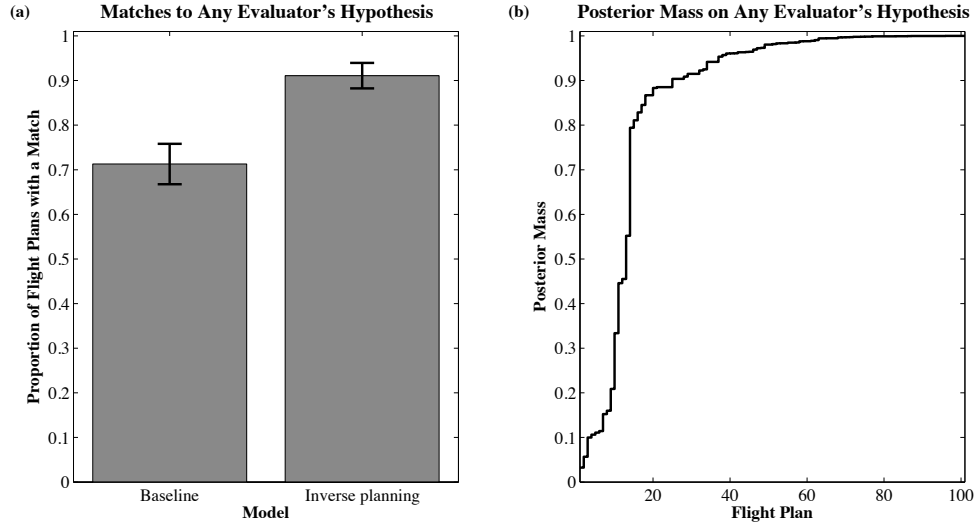 (a)
Matches to Any Evaluator's Hypothesis
1
0.9
0.8
0.7
0.6
0.5
0.4
0.3
0.2
0.1
0
Proportion of Flight Plans with a Match
Baseline
Inverse planning
Model
(b)
Posterior Mass on Any Evaluator's Hypothesis
1
0.9
0.8
0.7
0.6
0.5
0.4
0.3
0.2
0.1
0
Posterior Mass
20
40
60
80
100
Flight Plan